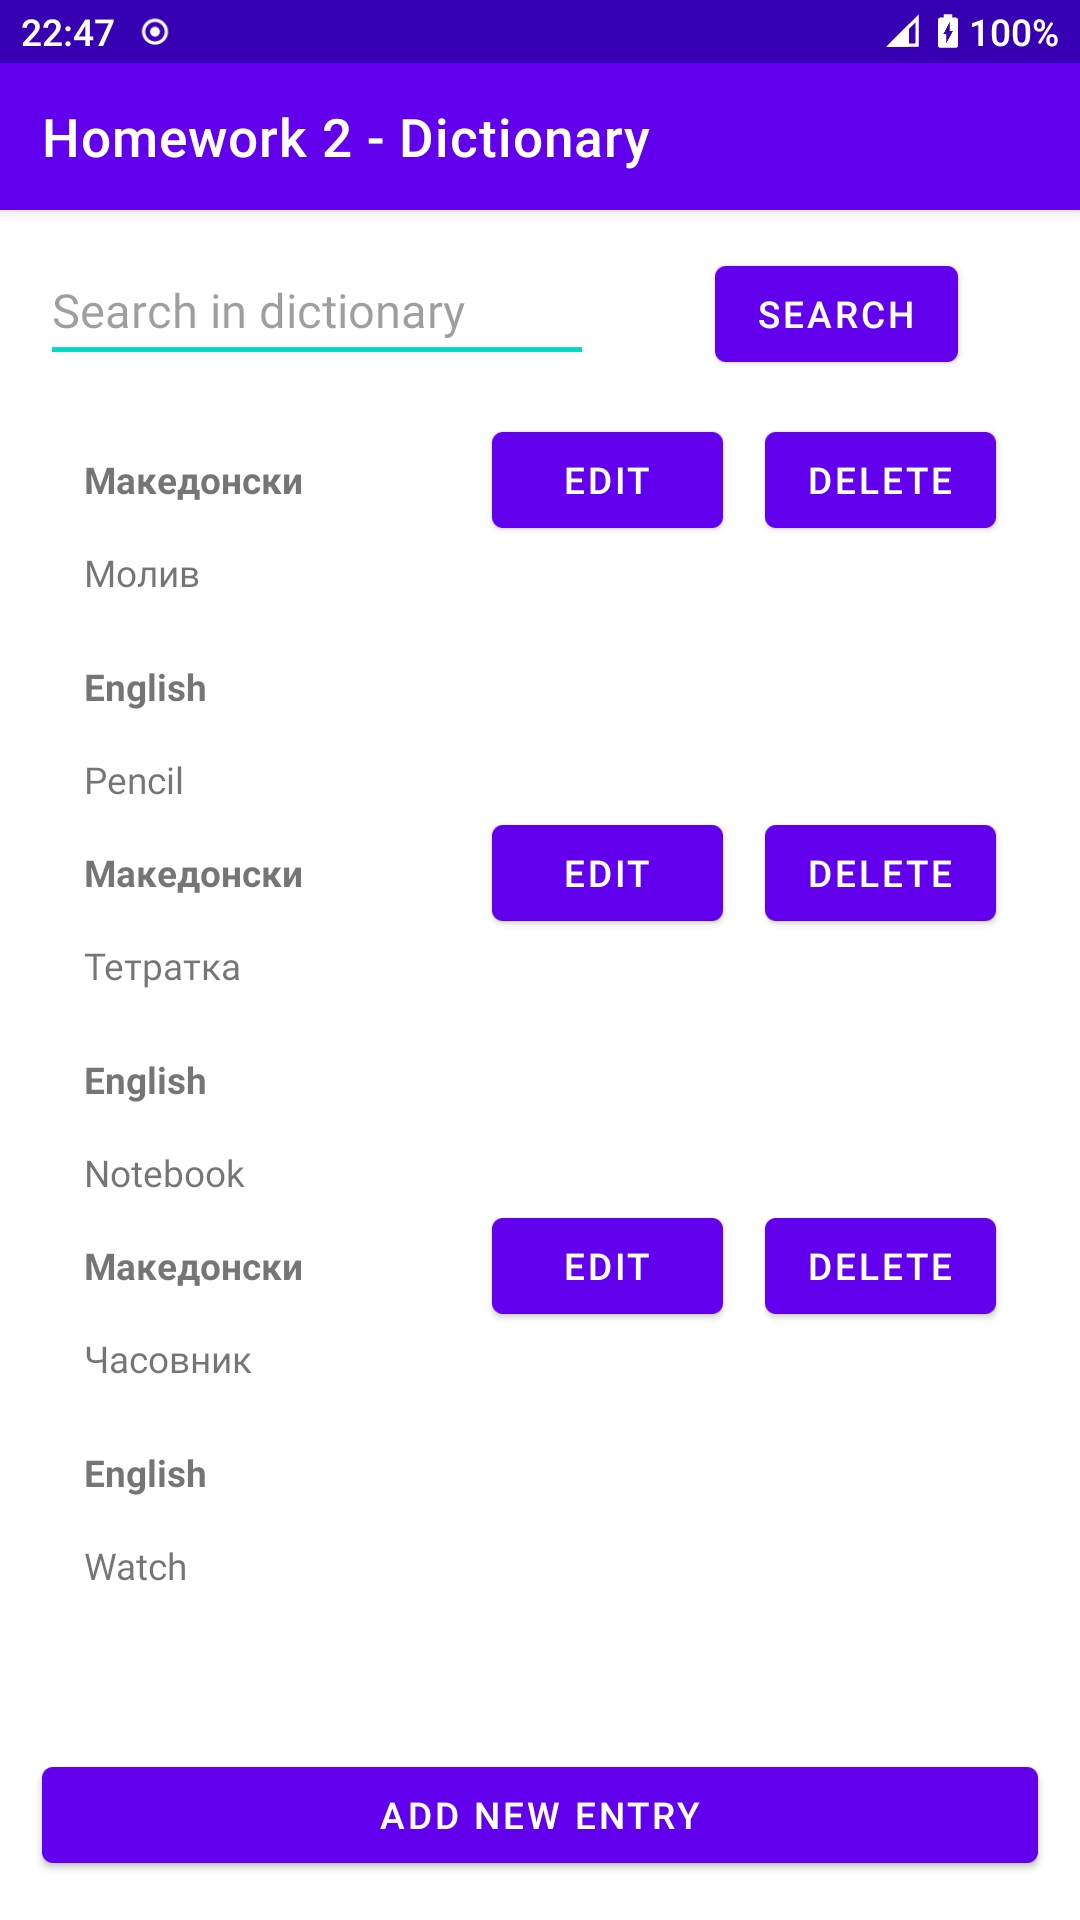 22:47 100%
Homework 2 - Dictionary
Search in dictionary SEARCH
Македонски EDIT DELETE
Молив
English
Pencil
Македонски EDIT DELETE
Тетратка
English
Notebook
Македонски EDIT DELETE
Часовник
English
Watch
ADD NEW ENTRY